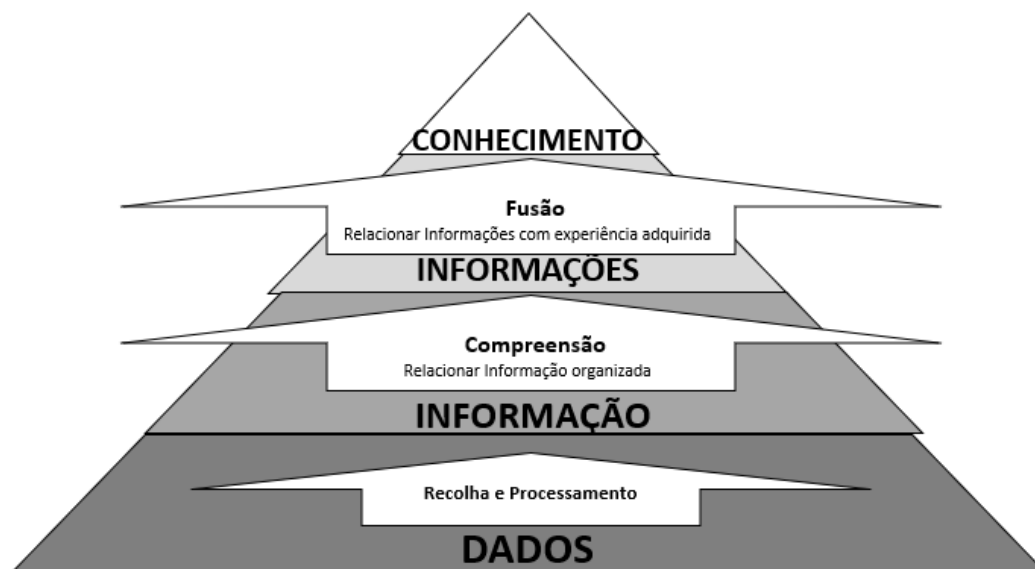 CONHECIMENTO
Fusão
Relacionar Informações com experiência adquirida
INFORMAÇÕES
Compreensão
Relacionar Informação organizada
INFORMAÇÃO
Recolha e Processamento
DADOS